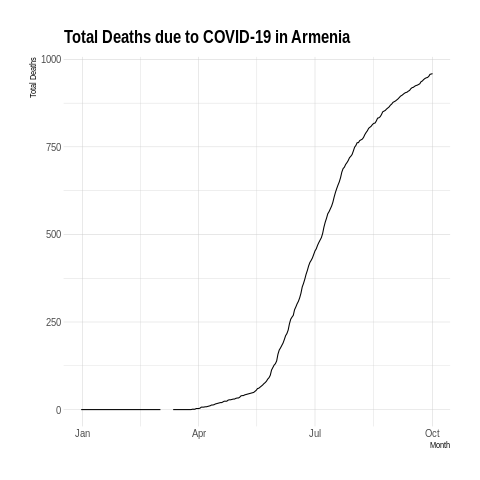 Total Deaths due to COVID-19 in Armenia
Total Deaths
1000
750
500
250
0
Jan Apr Jul Oct
Month